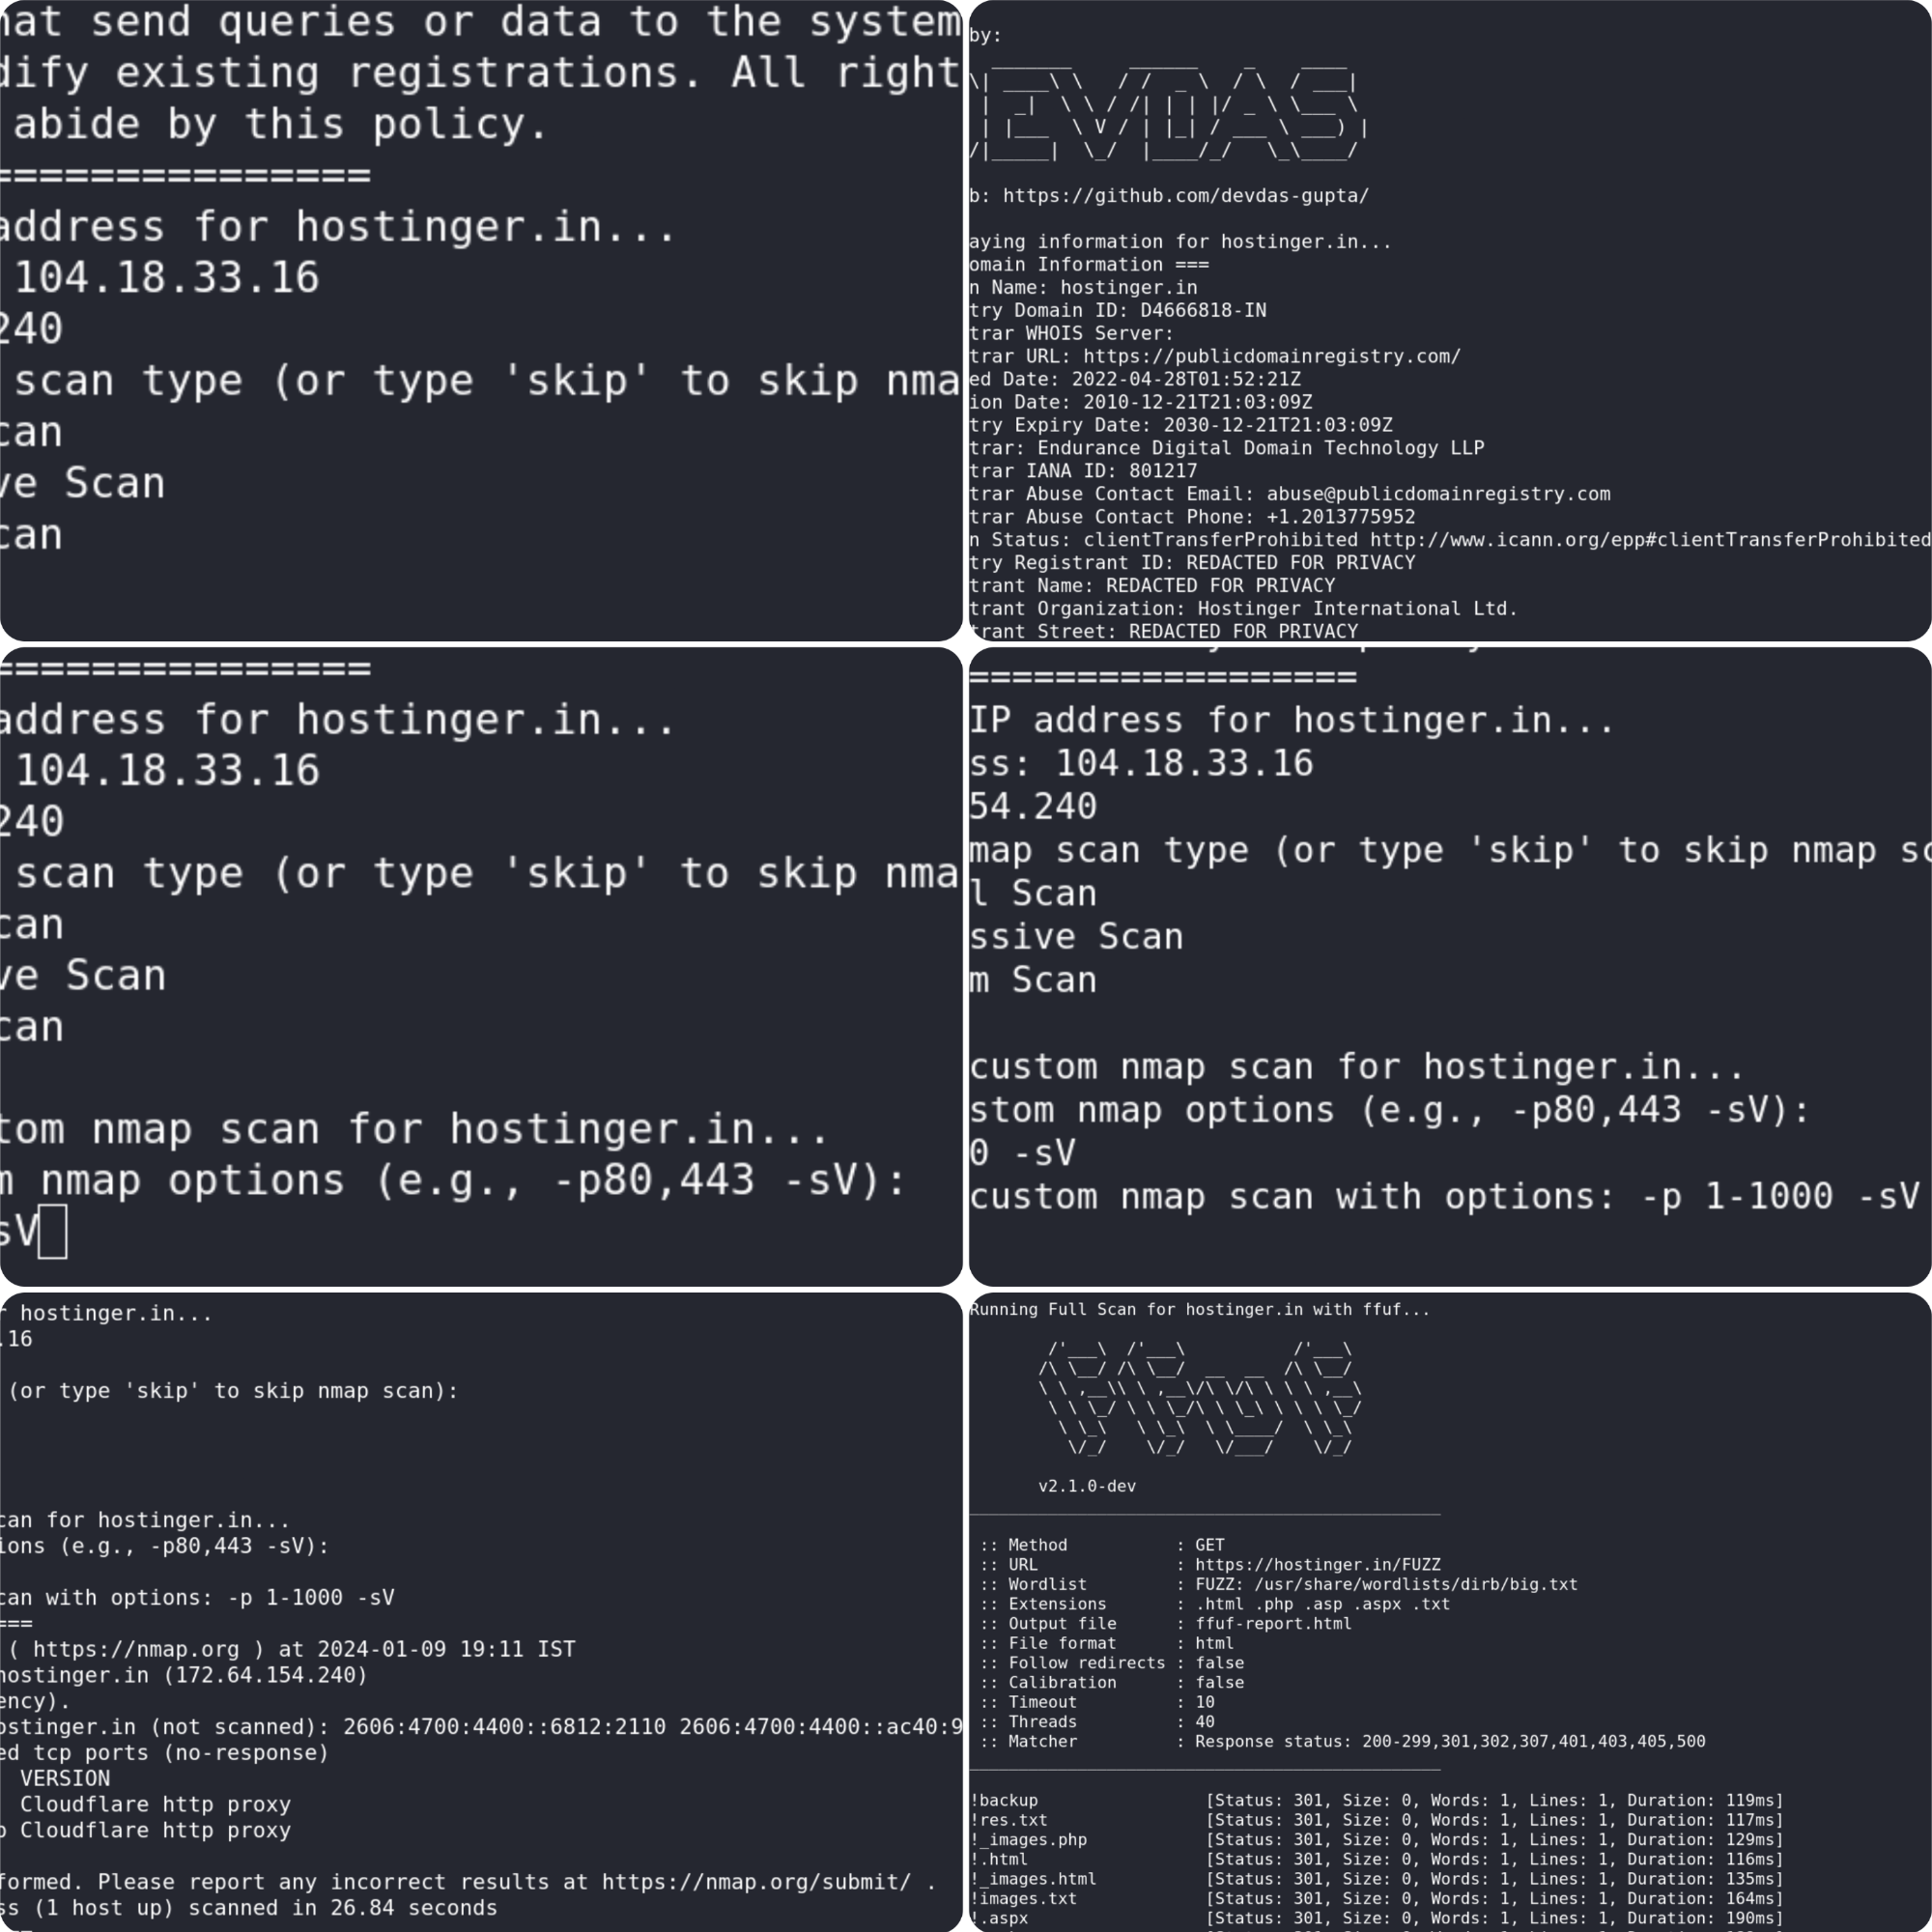 hat send queries or data to the system
dify existing registrations. All right
abide by this policy.
===============
address for hostinger.in...
104.18.33.16
240
scan type (or type 'skip' to skip nma
can
ve Scan
can
by:
EVDAS
b: https://github.com/devdas-gupta/
aying information for hostinger.in...
omain Information ===
n Name: hostinger.in
try Domain ID: D4666818-IN
trar WHOIS Server:
trar URL: https://publicdomainregistry.com/
ed Date: 2022-04-28T01:52:21Z
ion Date: 2010-12-21T21:03:09Z
try Expiry Date: 2030-12-21T21:03:09Z
trar: Endurance Digital Domain Technology LLP
trar IANA ID: 801217
trar Abuse Contact Email: abuse@publicdomainregistry.com
trar Abuse Contact Phone: +1.2013775952
n Status: clientTransferProhibited http://www.icann.org/epp#clientTransferProhibited
try Registrant ID: REDACTED FOR PRIVACY
trant Name: REDACTED FOR PRIVACY
trant Organization: Hostinger International Ltd.
trant Street: REDACTED FOR PRIVACY
===============
address for hostinger.in...
104.18.33.16
240
scan type (or type 'skip' to skip nma
can
ve Scan
can
tom nmap scan for hostinger.in...
m nmap options (e.g., -p80,443 -sV):
sV
==================
IP address for hostinger.in...
ss: 104.18.33.16
54.240
map scan type (or type 'skip' to skip nmap sc
l Scan
ssive Scan
m Scan
custom nmap scan for hostinger.in...
stom nmap options (e.g., -p80,443 -sV):
0 -sV
custom nmap scan with options: -p 1-1000 -sV
r hostinger.in...
.16
(or type 'skip' to skip nmap scan):
can for hostinger.in...
ions (e.g., -p80,443 -sV):
can with options: -p 1-1000 -sV
===
( https://nmap.org ) at 2024-01-09 19:11 IST
hostinger.in (172.64.154.240)
ency).
ostinger.in (not scanned): 2606:4700:4400::6812:2110 2606:4700:4400::ac40:9
ed tcp ports (no-response)
VERSION
Cloudflare http proxy
p Cloudflare http proxy
formed. Please report any incorrect results at https://nmap.org/submit/ .
ss (1 host up) scanned in 26.84 seconds
Running Full Scan for hostinger.in with ffuf...
ffuf
v2.1.0-dev
:: Method : GET
:: URL : https://hostinger.in/FUZZ
:: Wordlist : FUZZ: /usr/share/wordlists/dirb/big.txt
:: Extensions : .html .php .asp .aspx .txt
:: Output file : ffuf-report.html
:: File format : html
:: Follow redirects : false
:: Calibration : false
:: Timeout : 10
:: Threads : 40
:: Matcher : Response status: 200-299,301,302,307,401,403,405,500
!backup [Status: 301, Size: 0, Words: 1, Lines: 1, Duration: 119ms]
!res.txt [Status: 301, Size: 0, Words: 1, Lines: 1, Duration: 117ms]
!_images.php [Status: 301, Size: 0, Words: 1, Lines: 1, Duration: 129ms]
!.html [Status: 301, Size: 0, Words: 1, Lines: 1, Duration: 116ms]
!_images.html [Status: 301, Size: 0, Words: 1, Lines: 1, Duration: 135ms]
!images.txt [Status: 301, Size: 0, Words: 1, Lines: 1, Duration: 164ms]
!.aspx [Status: 301, Size: 0, Words: 1, Lines: 1, Duration: 190ms]